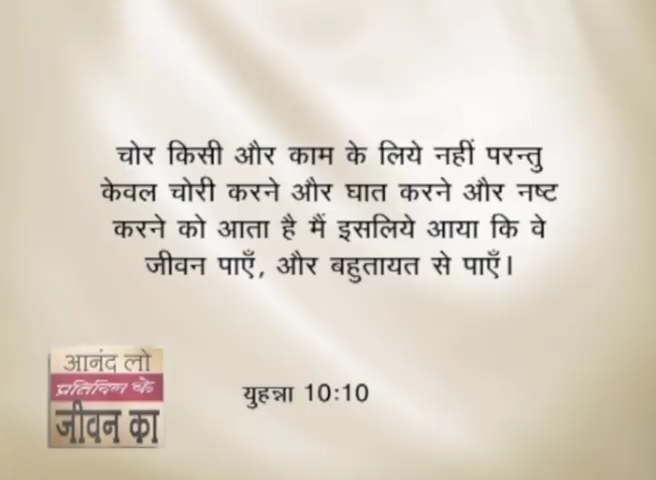 चोर किसी और काम के लिये नहीं परन्तु
केवल चोरी करने और घात करने और नष्ट
करने को आता है मैं इसलिये आया कि वे
जीवन पाएँ, और बहुतायत से पाएँ।
आनंद लो
प्रतिदिन के
जीवन का
युहन्ना 10:10